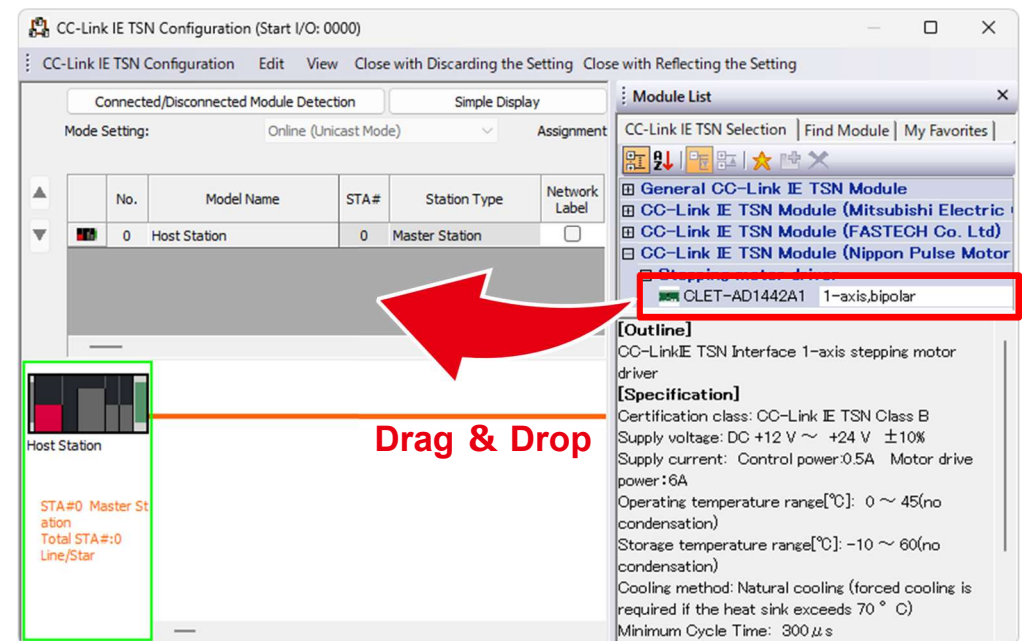 CC-Link IE TSN Configuration (Start I/O: 0000)
CC-Link IE TSN Configuration Edit View Close with Discarding the Setting Close with Reflecting the Setting
Connected/Disconnected Module Detection Simple Display
Mode Setting: Online (Unicast Mode) Assignment
No. Model Name STA# Station Type Network Label
0 Host Station 0 Master Station
Module List
CC-Link IE TSN Selection Find Module My Favorites
General CC-Link IE TSN Module
CC-Link IE TSN Module (Mitsubishi Electric
CC-Link IE TSN Module (FASTECH Co. Ltd)
CC-Link IE TSN Module (Nippon Pulse Motor
Stepping motor driver
CLET-AD1442A1 1-axis,bipolar
[Outline]
CC-LinkIE TSN Interface 1-axis stepping motor
driver
[Specification]
Certification class: CC-Link IE TSN Class B
Supply voltage: DC +12 V ～ +24 V ±10%
Supply current: Control power:0.5A Motor drive
power:6A
Operating temperature range[℃]: 0 ～ 45(no
condensation)
Storage temperature range[℃]: -10 ～ 60(no
condensation)
Cooling method: Natural cooling (forced cooling is
required if the heat sink exceeds 70 ° C)
Minimum Cycle Time: 300μs
Drag & Drop
Host Station
STA#0 Master St
ation
Total STA#:0
Line/Star